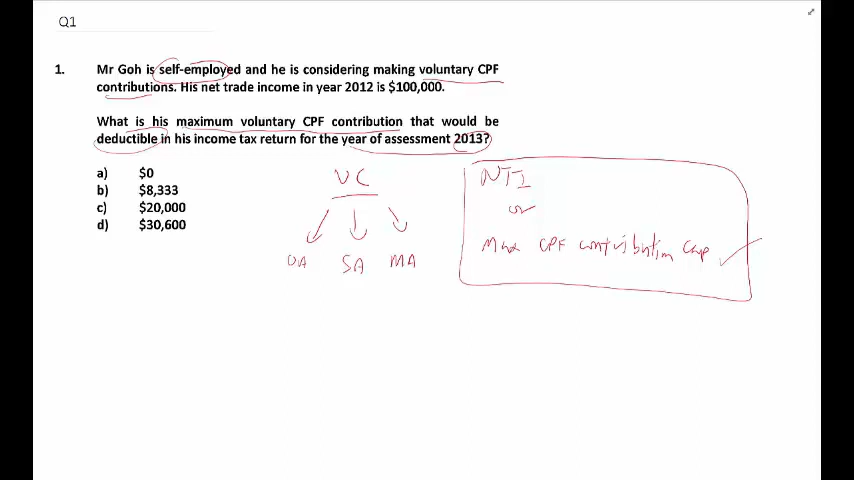 Q1
1. Mr Goh is self-employed and he is considering making voluntary CPF
contributions. His net trade income in year 2012 is $100,000.
What is his maximum voluntary CPF contribution that would be
deductible in his income tax return for the year of assessment 2013?
a) $0
b) $8,333
c) $20,000
d) $30,600
VC
OA SA MA
NTI
or
Max CPF contribution Cap